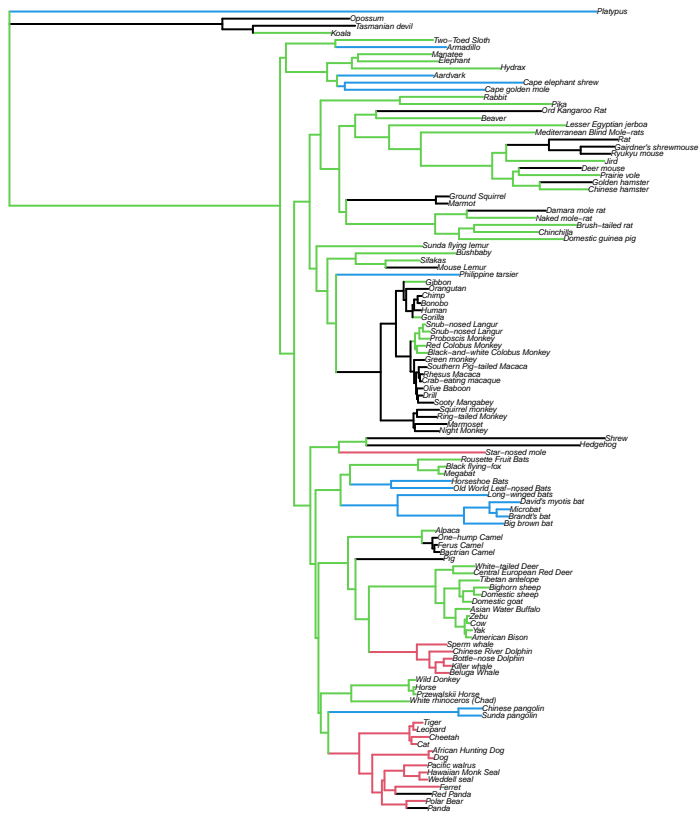 Platypus
Opossum
Tasmanian devil
Koala
Two−Toed Sloth
Armadillo
Manatee
Elephant
Hydrax
Aardvark
Cape elephant shrew
Cape golden mole
Rabbit
Pika
Ord Kangaroo Rat
Beaver
Lesser Egyptian jerboa
Mediterranean Blind Mole−rats
Rat
Gairdner's shrewmouse
Ryukyu mouse
Jird
Deer mouse
Prairie vole
Golden hamster
Chinese hamster
Ground Squirrel
Marmot
Damara mole rat
Naked mole−rat
Brush−tailed rat
Chinchilla
Domestic guinea pig
Sunda flying lemur
Bushbaby
Sifakas
Mouse Lemur
Philippine tarsier
Gibbon
Orangutan
Chimp
Bonobo
Human
Gorilla
Snub−nosed Langur
Snub−nosed Langur
Proboscis Monkey
Red Colobus Monkey
Black−and−white Colobus Monkey
Green monkey
Southern Pig−tailed Macaca
Rhesus Macaca
Crab−eating macaque
Olive Baboon
Drill
Sooty Mangabey
Squirrel monkey
Ring−tailed Monkey
Marmoset
Night Monkey
Shrew
Hedgehog
Star−nosed mole
Rousette Fruit Bats
Black flying−fox
Megabat
Horseshoe Bats
Old World Leaf−nosed Bats
Long−winged bats
David's myotis bat
Microbat
Brandt's bat
Big brown bat
Alpaca
One−hump Camel
Ferus Camel
Bactrian Camel
Pig
White−tailed Deer
Central European Red Deer
Tibetan antelope
Bighorn sheep
Domestic sheep
Domestic goat
Asian Water Buffalo
Zebu
Cow
Yak
American Bison
Sperm whale
Chinese River Dolphin
Bottle−nose Dolphin
Killer whale
Beluga Whale
Wild Donkey
Horse
Przewalskii Horse
White rhinoceros (Chad)
Chinese pangolin
Sunda pangolin
Tiger
Leopard
Cheetah
Cat
African Hunting Dog
Dog
Pacific walrus
Hawaiian Monk Seal
Weddell seal
Ferret
Red Panda
Polar Bear
Panda